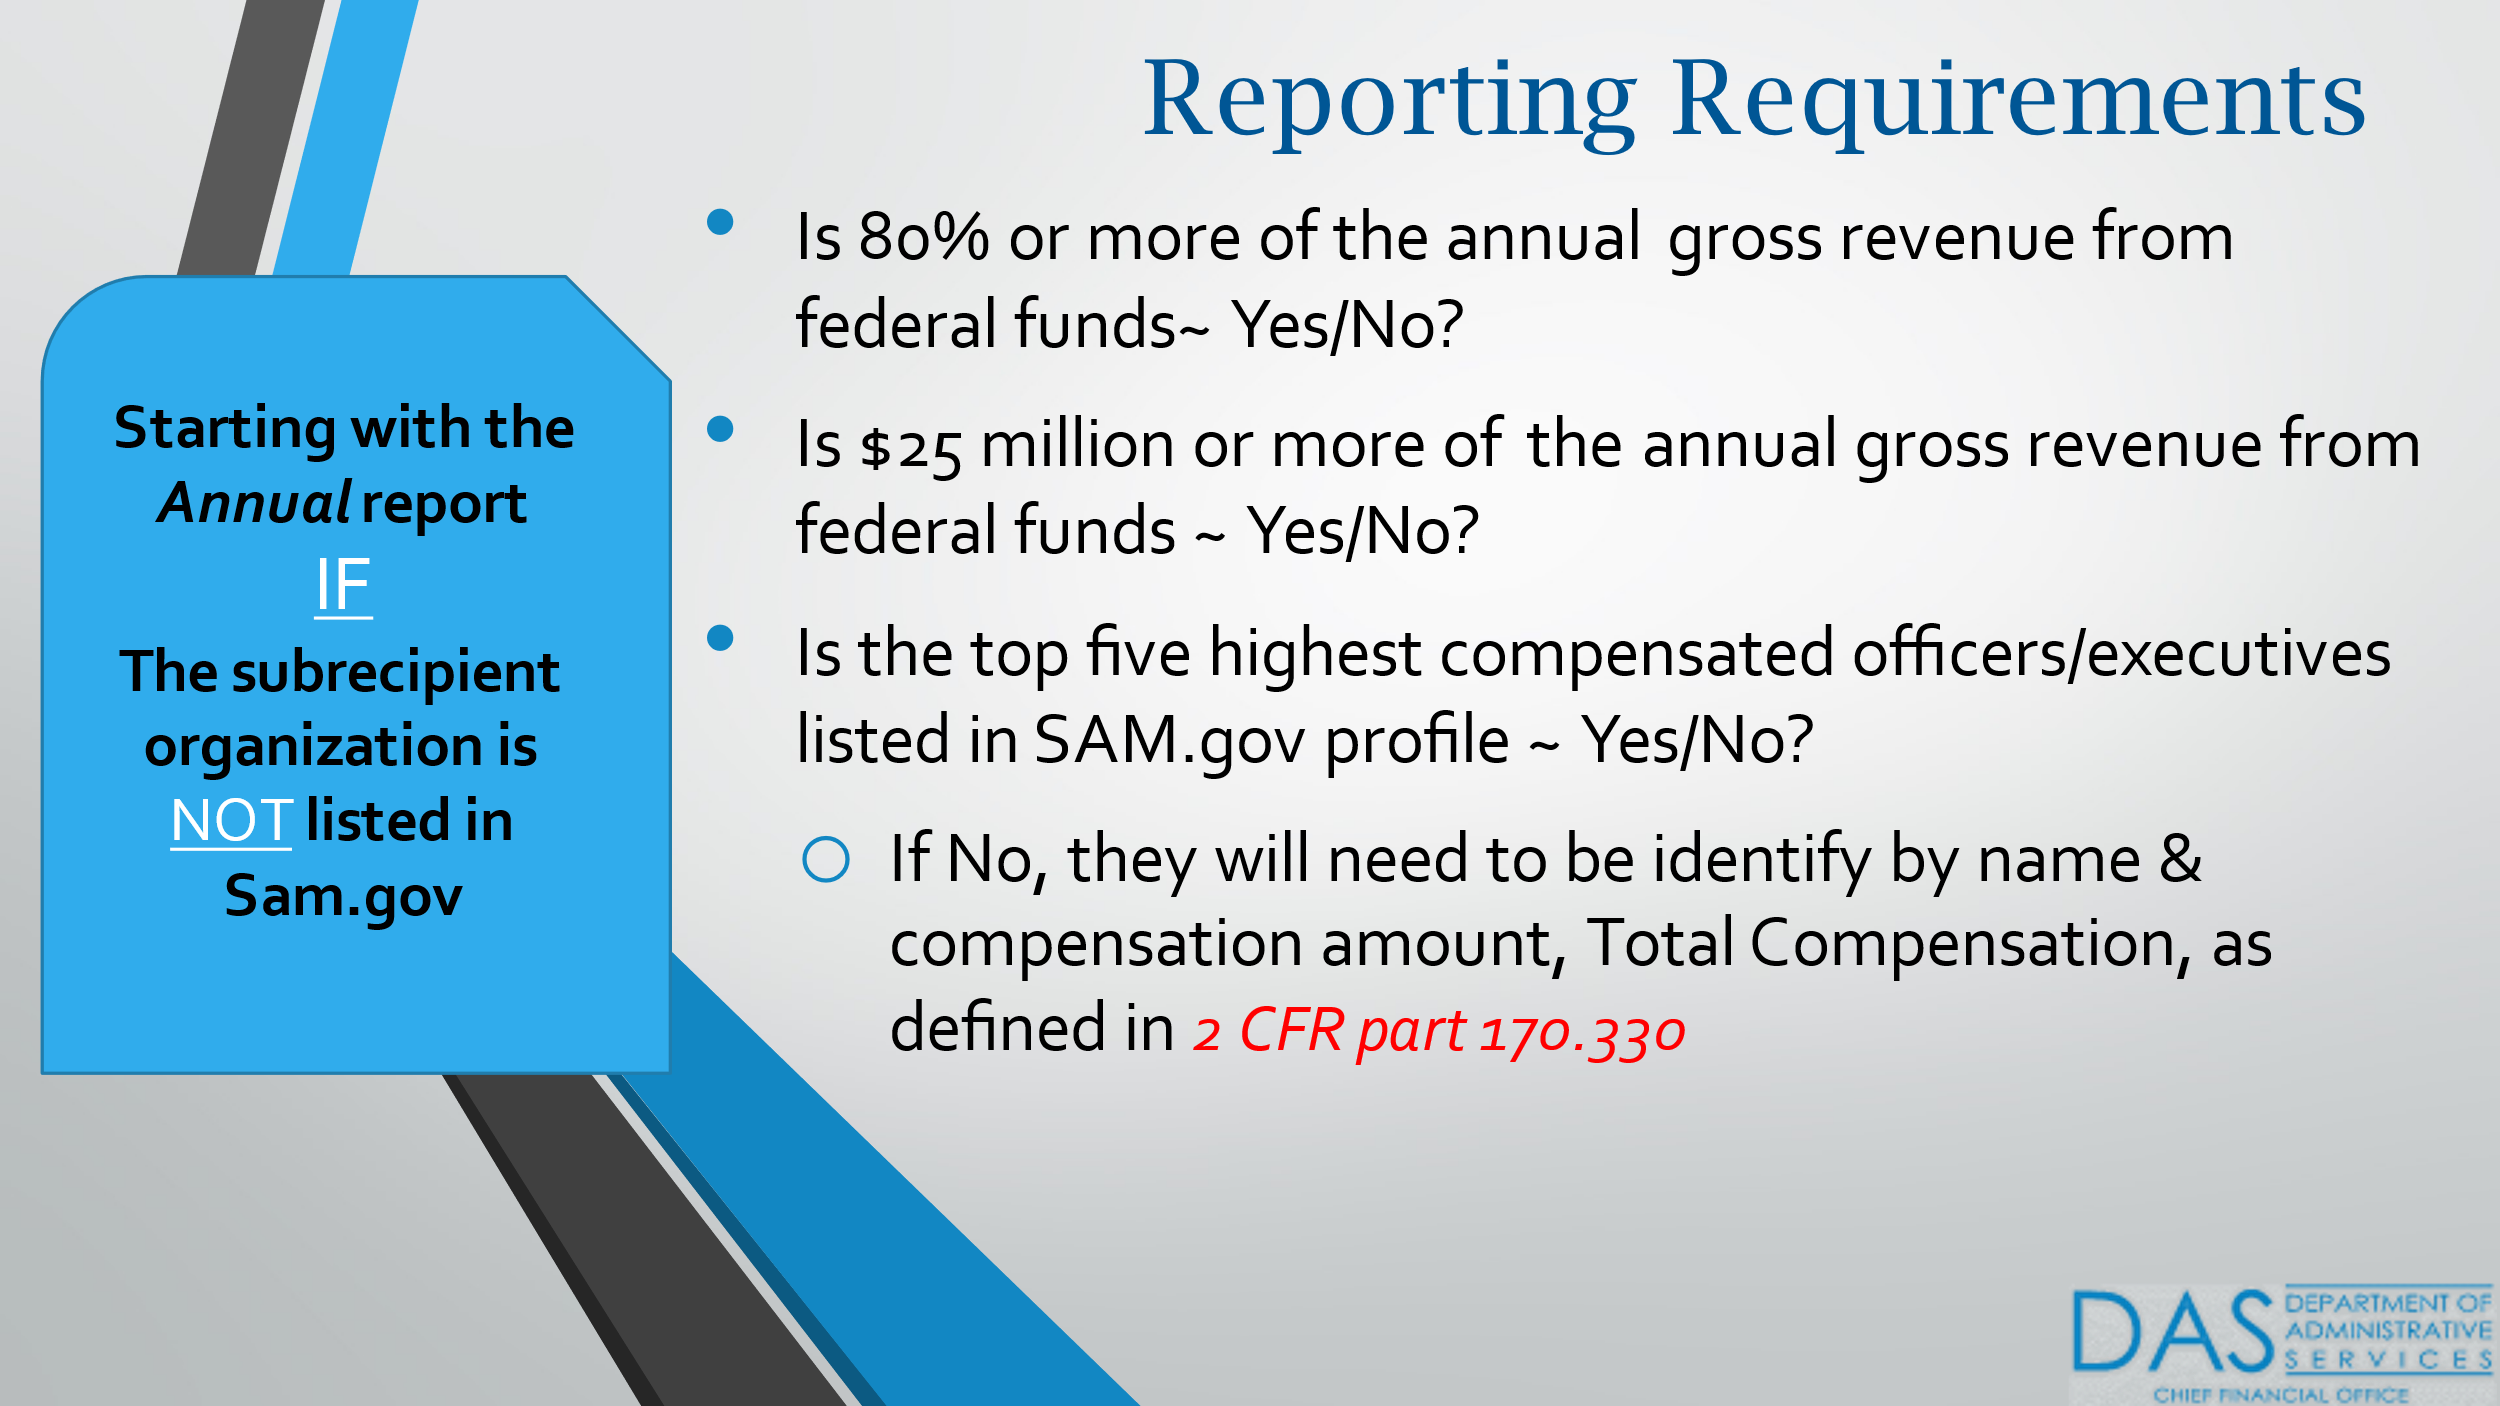 Reporting Requirements
Starting with the
Annual report
IF
The subrecipient
organization is
NOT listed in
Sam.gov
• Is 80% or more of the annual gross revenue from
federal funds~ Yes/No?
• Is $25 million or more of the annual gross revenue from
federal funds ~ Yes/No?
• Is the top five highest compensated officers/executives
listed in SAM.gov profile ~ Yes/No?
○ If No, they will need to be identify by name &
compensation amount, Total Compensation, as
defined in 2 CFR part 170.330
DAS
DEPARTMENT OF
ADMINISTRATIVE
SERVICES
CHIEF FINANCIAL OFFICE